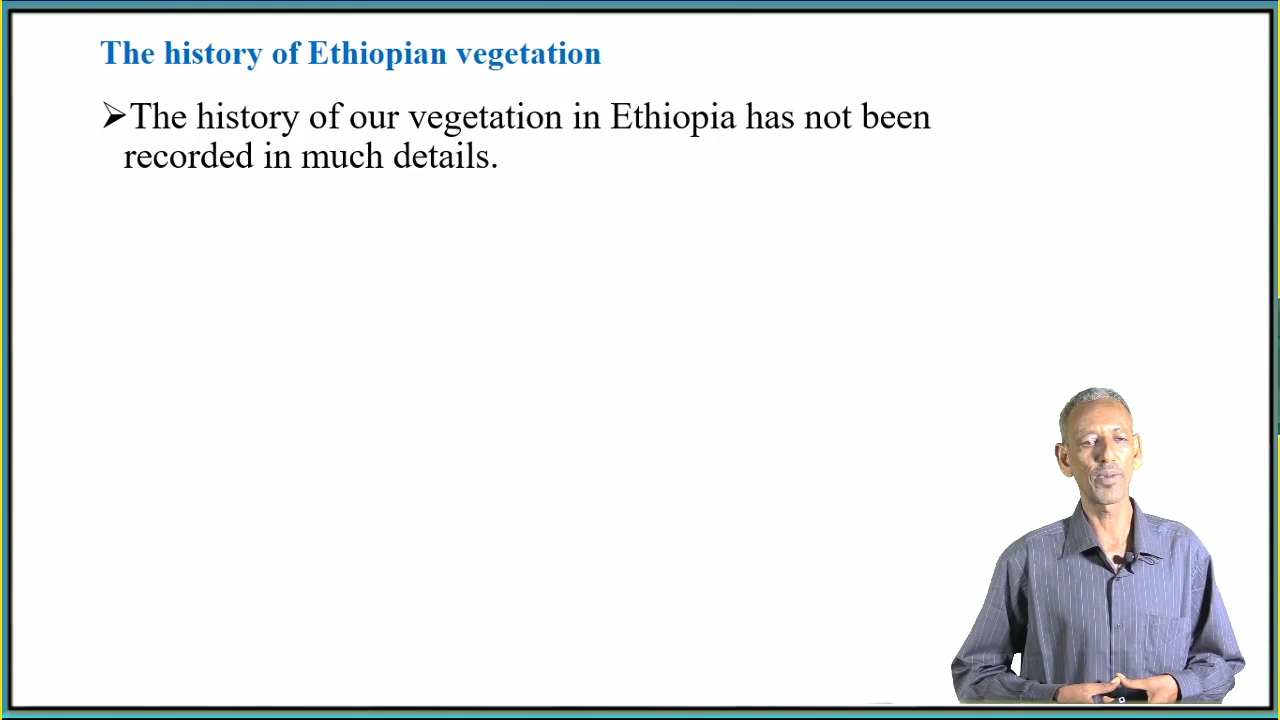 The history of Ethiopian vegetation
➢The history of our vegetation in Ethiopia has not been
recorded in much details.